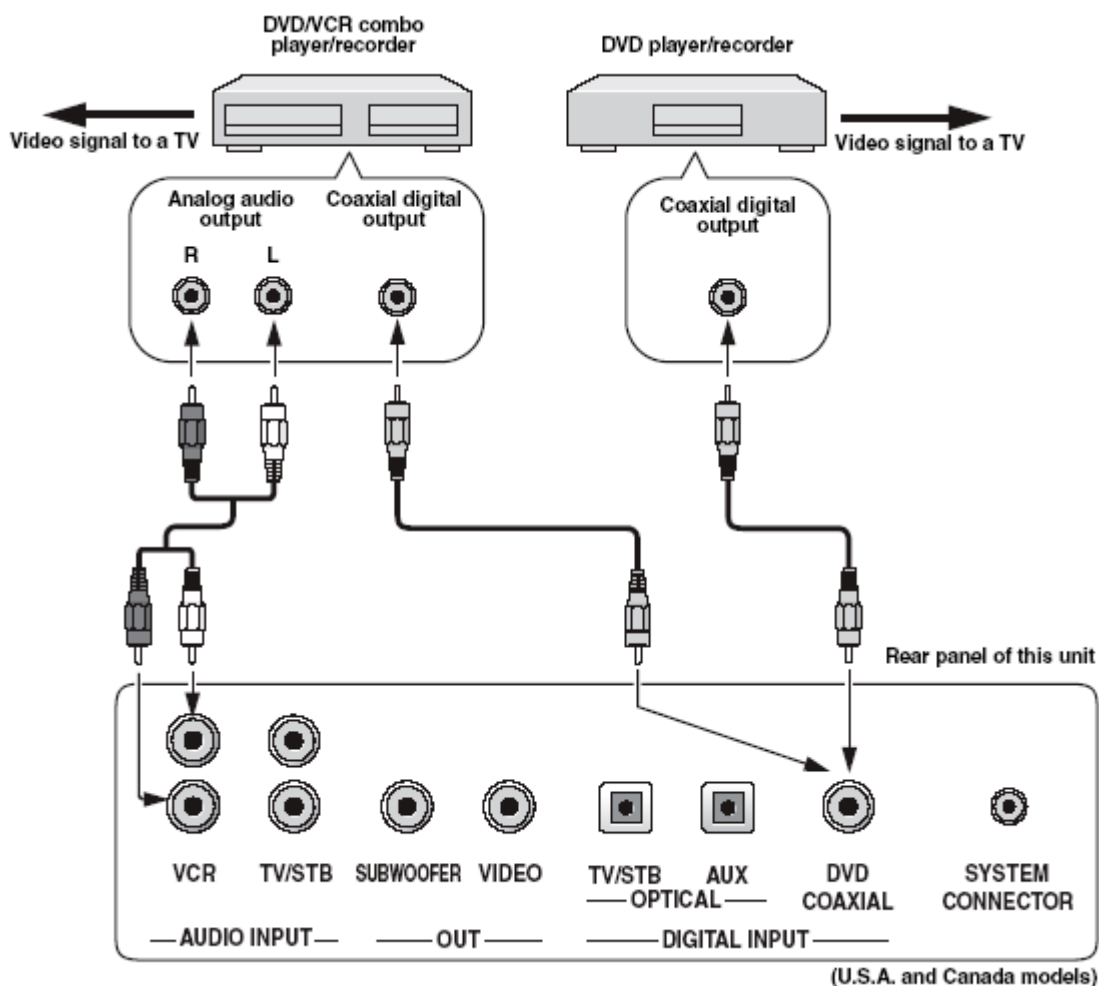 DVD/VCR combo
player/recorder
DVD player/recorder
Video signal to a TV
Video signal to a TV
Analog audio
output
Coaxial digital
output
Coaxial digital
output
R
L
Rear panel of this unit
VCR
TV/STB
SUBWOOFER
VIDEO
TV/STB
AUX
DVD
COAXIAL
SYSTEM
CONNECTOR
OPTICAL
AUDIO INPUT
OUT
DIGITAL INPUT
(U.S.A. and Canada models)